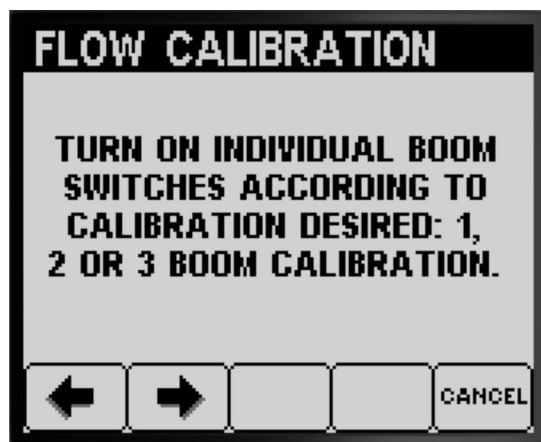 FLOW CALIBRATION
TURN ON INDIVIDUAL BOOM
SWITCHES ACCORDING TO
CALIBRATION DESIRED: 1,
2 OR 3 BOOM CALIBRATION.
CANCEL